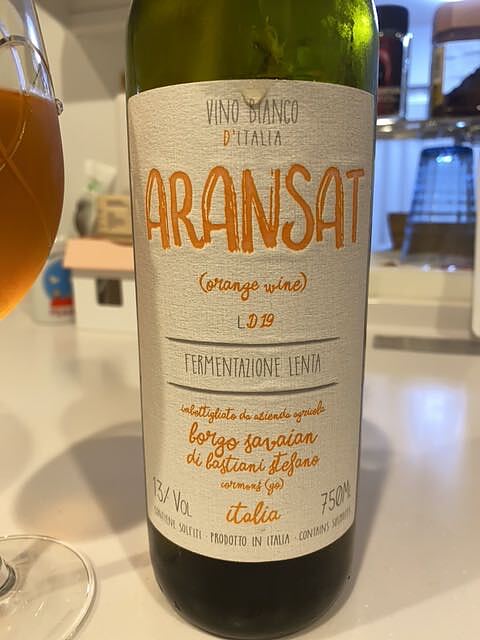 VINO BIANCO
D'ITALIA
ARANSAT
(orange wine)
LD19
FERMENTAZIONE LENTA
imbottigliato da azienda agricola
borgo savaian
di bastiani stefano
cormons (go)
13/VOL
750ML
italia
CONTIENE SOLFITI · PRODOTTO IN ITALIA · CONTAINS SULPHITES